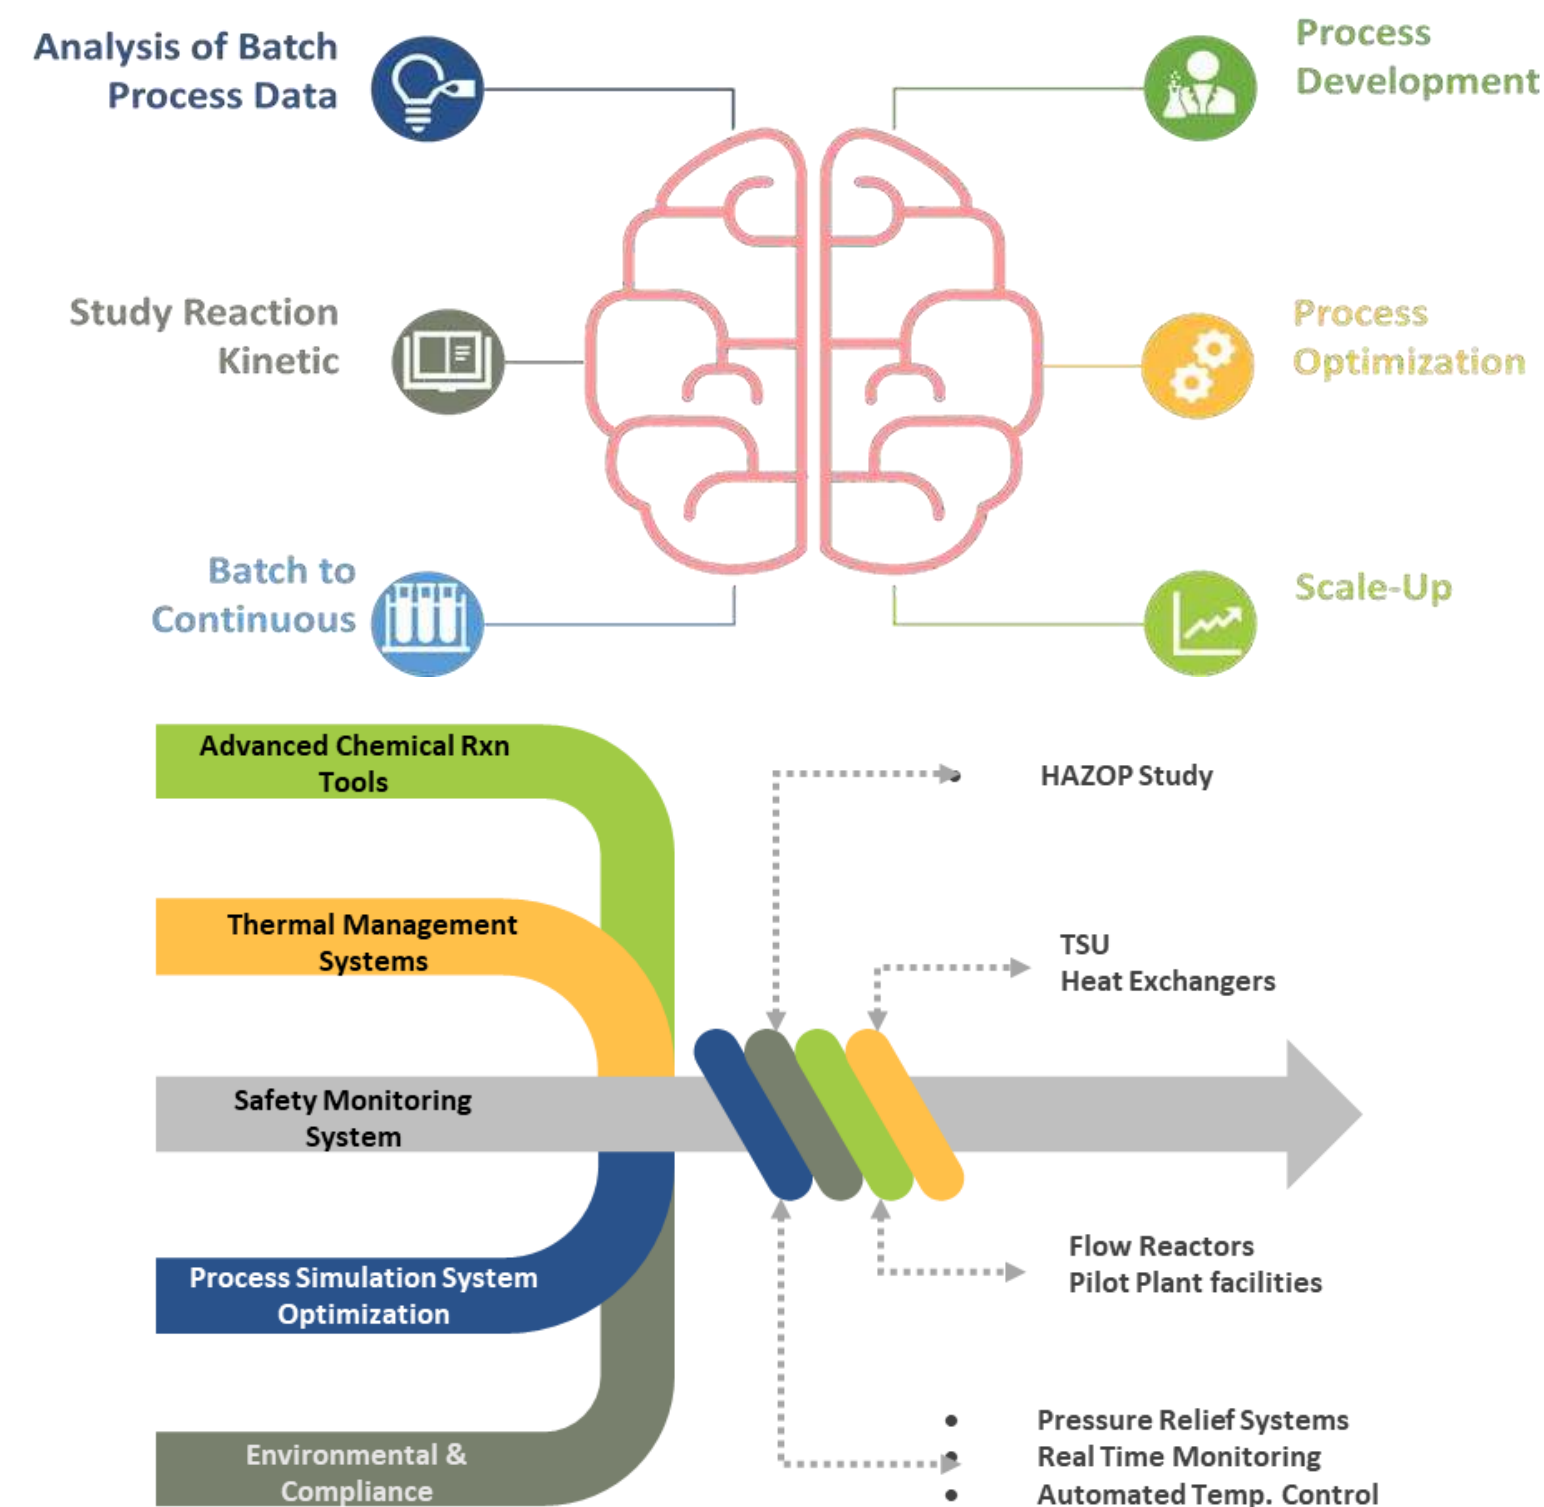 Analysis of Batch
Process Data
Process
Development
Study Reaction
Kinetic
Process
Optimization
Batch to
Continuous
Scale-Up
Advanced Chemical Rxn
Tools
HAZOP Study
Thermal Management
Systems
TSU
Heat Exchangers
Safety Monitoring
System
Flow Reactors
Pilot Plant facilities
Process Simulation System
Optimization
Pressure Relief Systems
Real Time Monitoring
Automated Temp. Control
Environmental &
Compliance